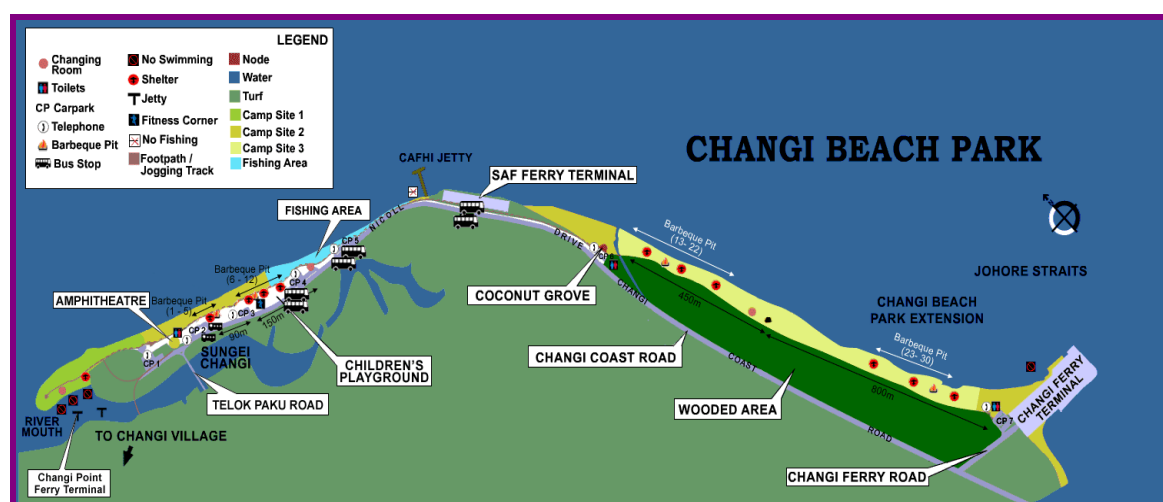 LEGEND
Changing
Room
Toilets
CP Carpark
Telephone
Barbeque Pit
Bus Stop
No Swimming
Shelter
Jetty
Fitness Corner
No Fishing
Footpath /
Jogging Track
Node
Water
Turf
Camp Site 1
Camp Site 2
Camp Site 3
Fishing Area
CHANGI BEACH PARK
CAFHI JETTY
SAF FERRY TERMINAL
FISHING AREA
NICOLL
DRIVE
CP 5
Barbeque Pit
(6 - 12)
CP 4
AMPHITHEATRE
Barbeque Pit
(1 - 5)
CP 3
150m
CP 2
90m
CP 1
SUNGEI
CHANGI
CHILDREN'S
PLAYGROUND
TELOK PAKU ROAD
RIVER
MOUTH
TO CHANGI VILLAGE
Changi Point
Ferry Terminal
COCONUT GROVE
CP 6
Barbeque Pit
(13- 22)
450m
CHANGI
COAST
ROAD
CHANGI COAST ROAD
WOODED AREA
JOHORE STRAITS
CHANGI BEACH
PARK EXTENSION
Barbeque Pit
(23- 30)
800m
CP 7
CHANGI FERRY
TERMINAL
CHANGI FERRY ROAD